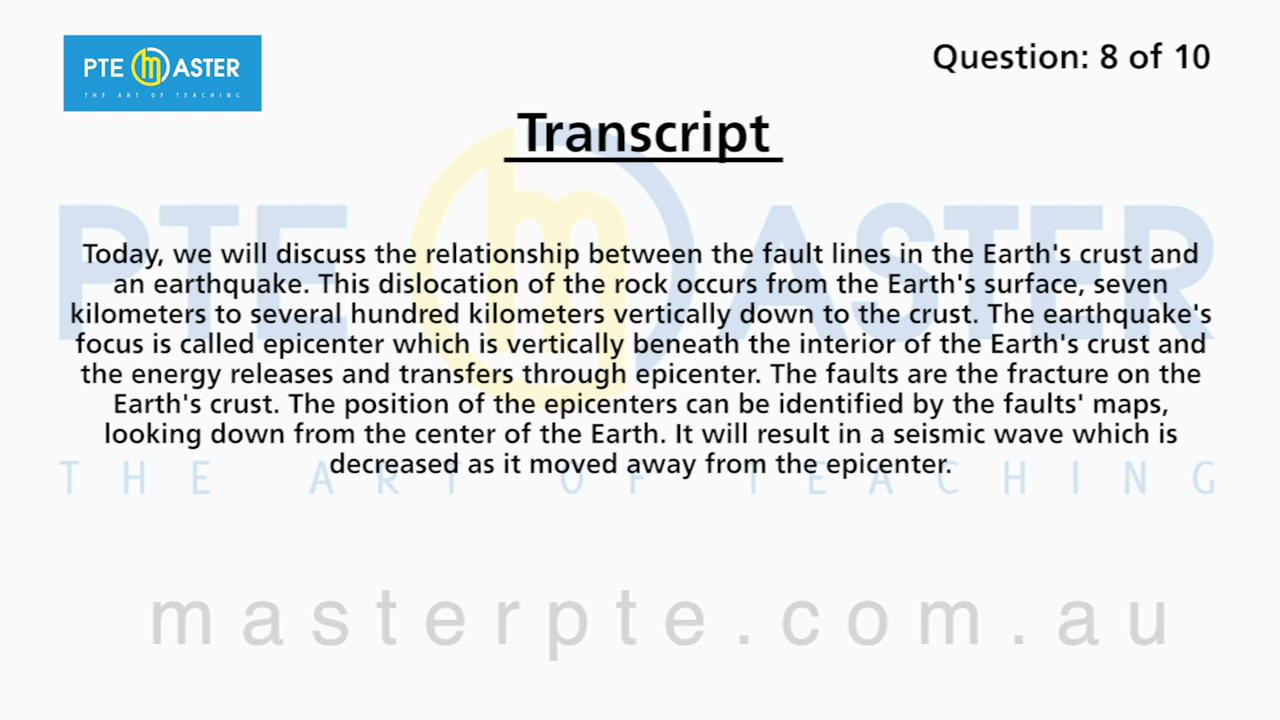 PTE MASTER
THE ART OF TEACHING
Question: 8 of 10
Transcript
Today, we will discuss the relationship between the fault lines in the Earth's crust and
an earthquake. This dislocation of the rock occurs from the Earth's surface, seven
kilometers to several hundred kilometers vertically down to the crust. The earthquake's
focus is called epicenter which is vertically beneath the interior of the Earth's crust and
the energy releases and transfers through epicenter. The faults are the fracture on the
Earth's crust. The position of the epicenters can be identified by the faults' maps,
looking down from the center of the Earth. It will result in a seismic wave which is
decreased as it moved away from the epicenter.
PTE MASTER
THE ART OF TEACHING
masterpte.com.au